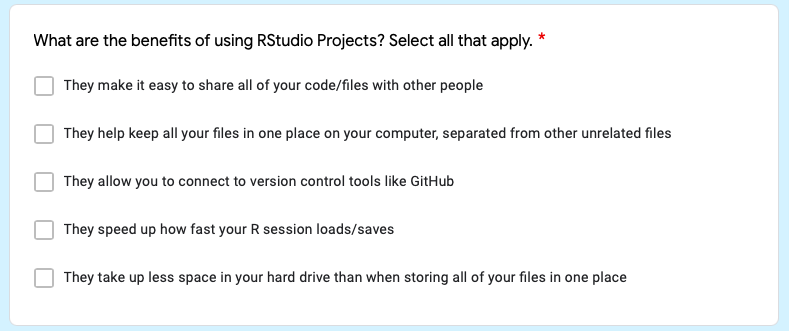 What are the benefits of using RStudio Projects? Select all that apply. *
They make it easy to share all of your code/files with other people
They help keep all your files in one place on your computer, separated from other unrelated files
They allow you to connect to version control tools like GitHub
They speed up how fast your R session loads/saves
They take up less space in your hard drive than when storing all of your files in one place